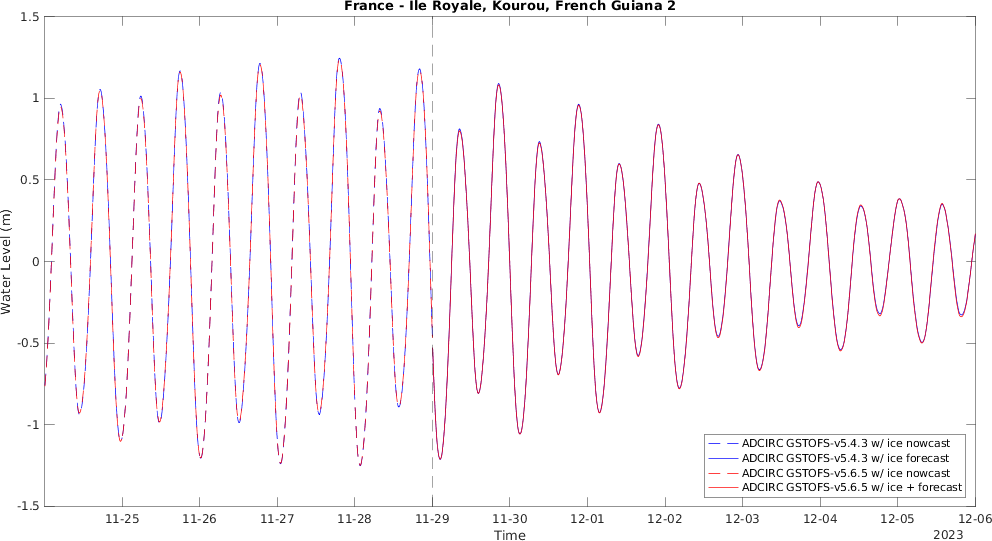 France - Ile Royale, Kourou, French Guiana 2
1.5
1
0.5
0
-0.5
-1
-1.5
Water Level (m)
11-25
11-26
11-27
11-28
11-29
11-30
12-01
12-02
12-03
12-04
12-05
12-06
Time
2023
ADCIRC GSTOFS-v5.4.3 w/ ice nowcast
ADCIRC GSTOFS-v5.4.3 w/ ice forecast
ADCIRC GSTOFS-v5.6.5 w/ ice nowcast
ADCIRC GSTOFS-v5.6.5 w/ ice + forecast